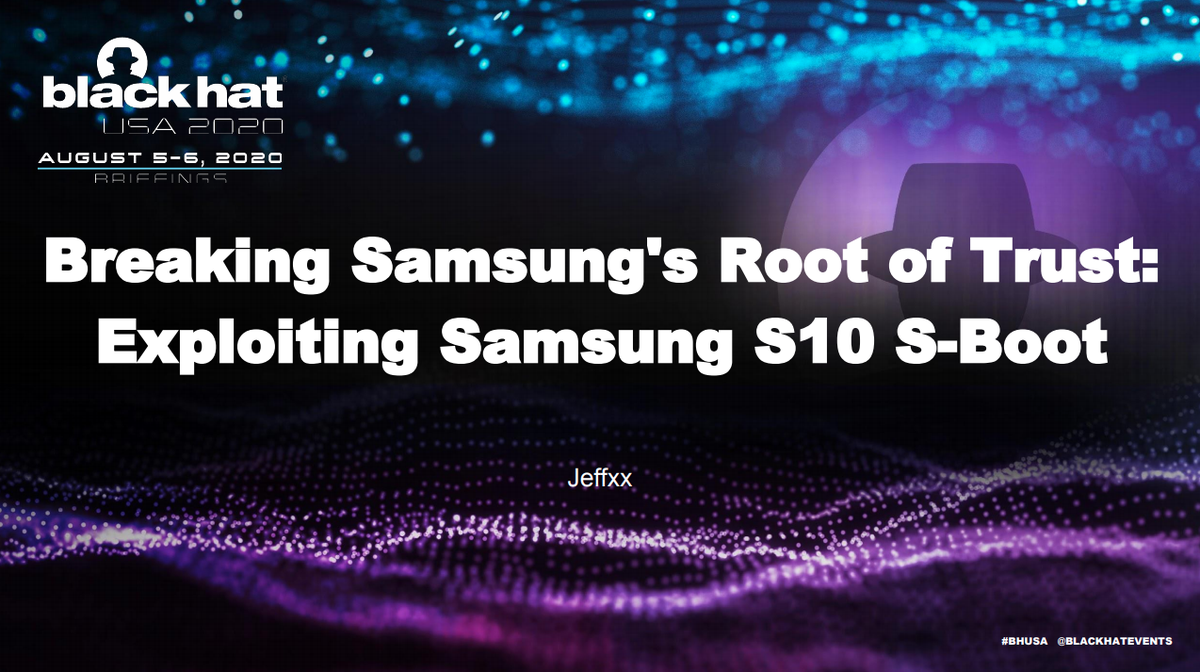 black hat
USA 2020
AUGUST 5-6, 2020
BRIEFINGS
Breaking Samsung's Root of Trust:
Exploiting Samsung S10 S-Boot
Jeffxx
#BHUSA @BLACKHATEVENTS